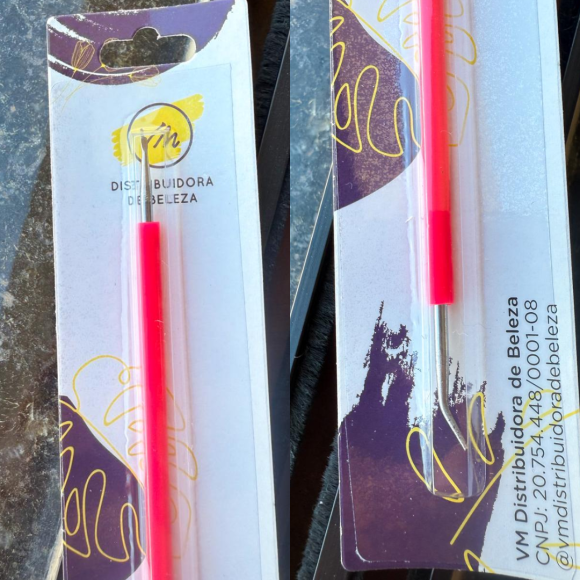 vm
DISTRIBUIDORA
DE BELEZA
VM Distribuidora de Beleza
CNPJ: 20.754.448/0001-08
@vmdistribuidoradebeleza